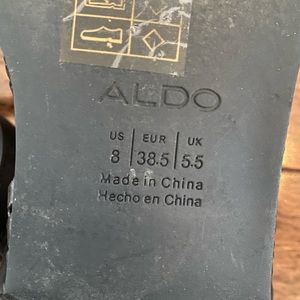 ALDO
US | EUR | UK
8 | 38.5 | 5.5
Made in China
Hecho en China